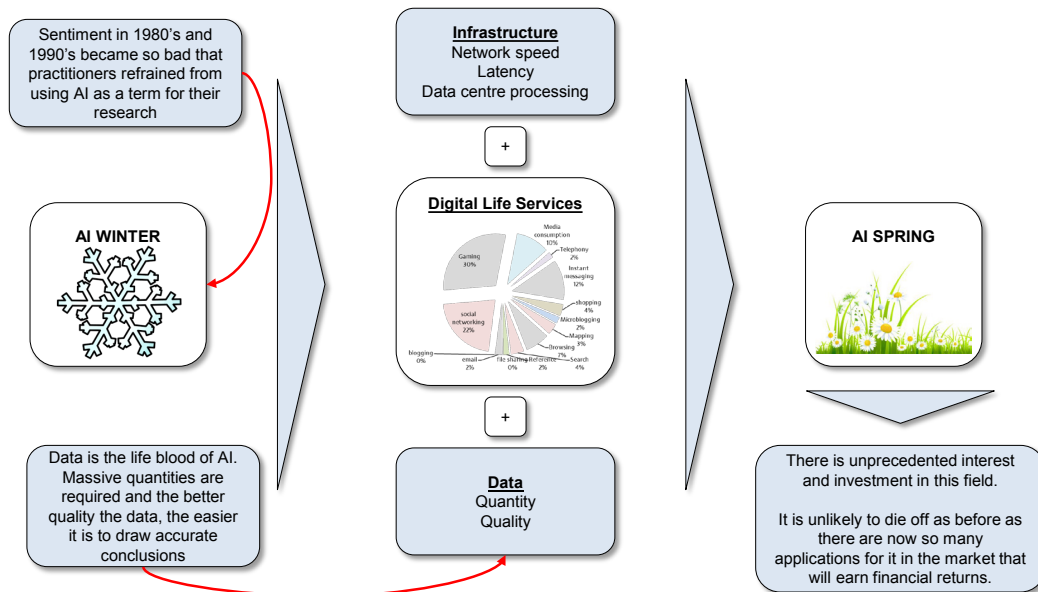 Sentiment in 1980's and
1990's became so bad that
practitioners refrained from
using AI as a term for their
research
AI WINTER
Data is the life blood of AI.
Massive quantities are
required and the better
quality the data, the easier
it is to draw accurate
conclusions
Infrastructure
Network speed
Latency
Data centre processing
+
Digital Life Services
Media
consumption
10%
Telephony
2%
Instant
messaging
12%
shopping
4%
Microblogging
2%
Mapping
3%
Browsing
7%
Search
4%
Reference
2%
file sharing
0%
email
2%
blogging
0%
social
networking
22%
Gaming
30%
+
Data
Quantity
Quality
AI SPRING
There is unprecedented interest
and investment in this field.
It is unlikely to die off as before as
there are now so many
applications for it in the market that
will earn financial returns.